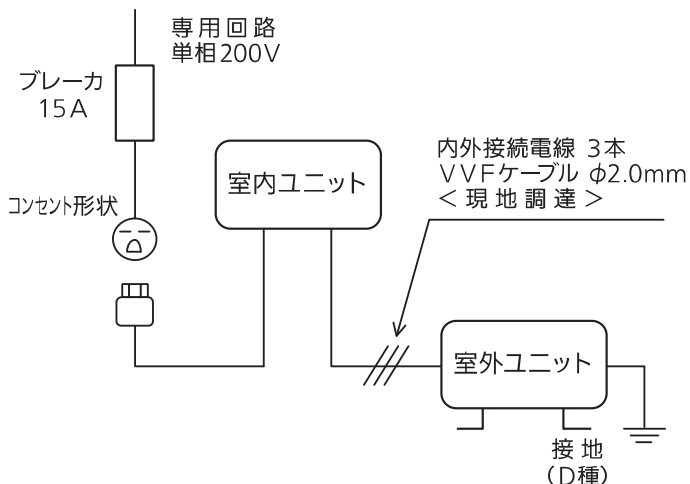 専用回路
単相200V
ブレーカ
15A
コンセント形状
室内ユニット
内外接続電線 3本
VVFケーブル φ2.0mm
<現地調達>
室外ユニット
接地
(D種)